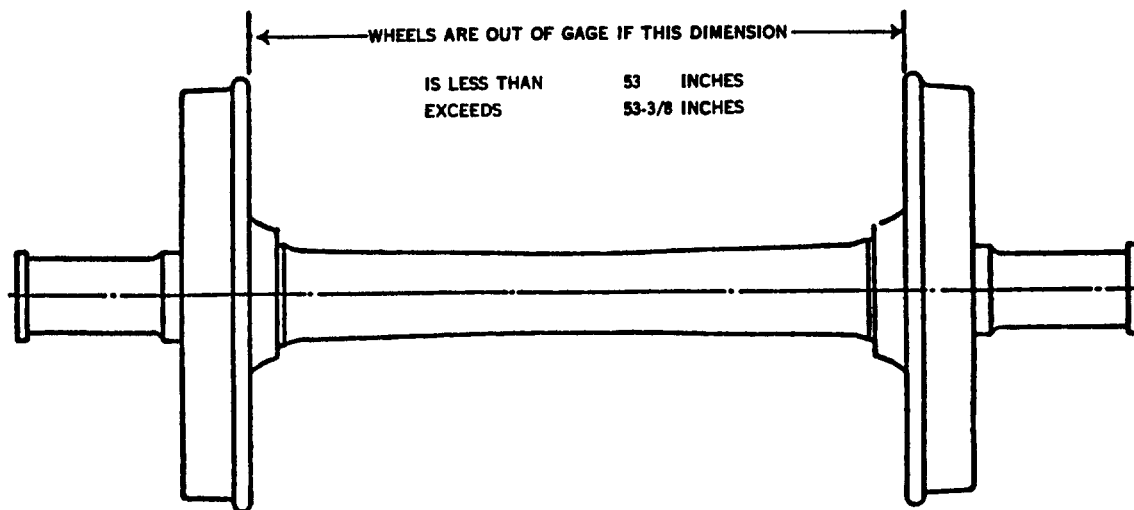 WHEELS ARE OUT OF GAGE IF THIS DIMENSION
IS LESS THAN 53 INCHES
EXCEEDS 53-3/8 INCHES